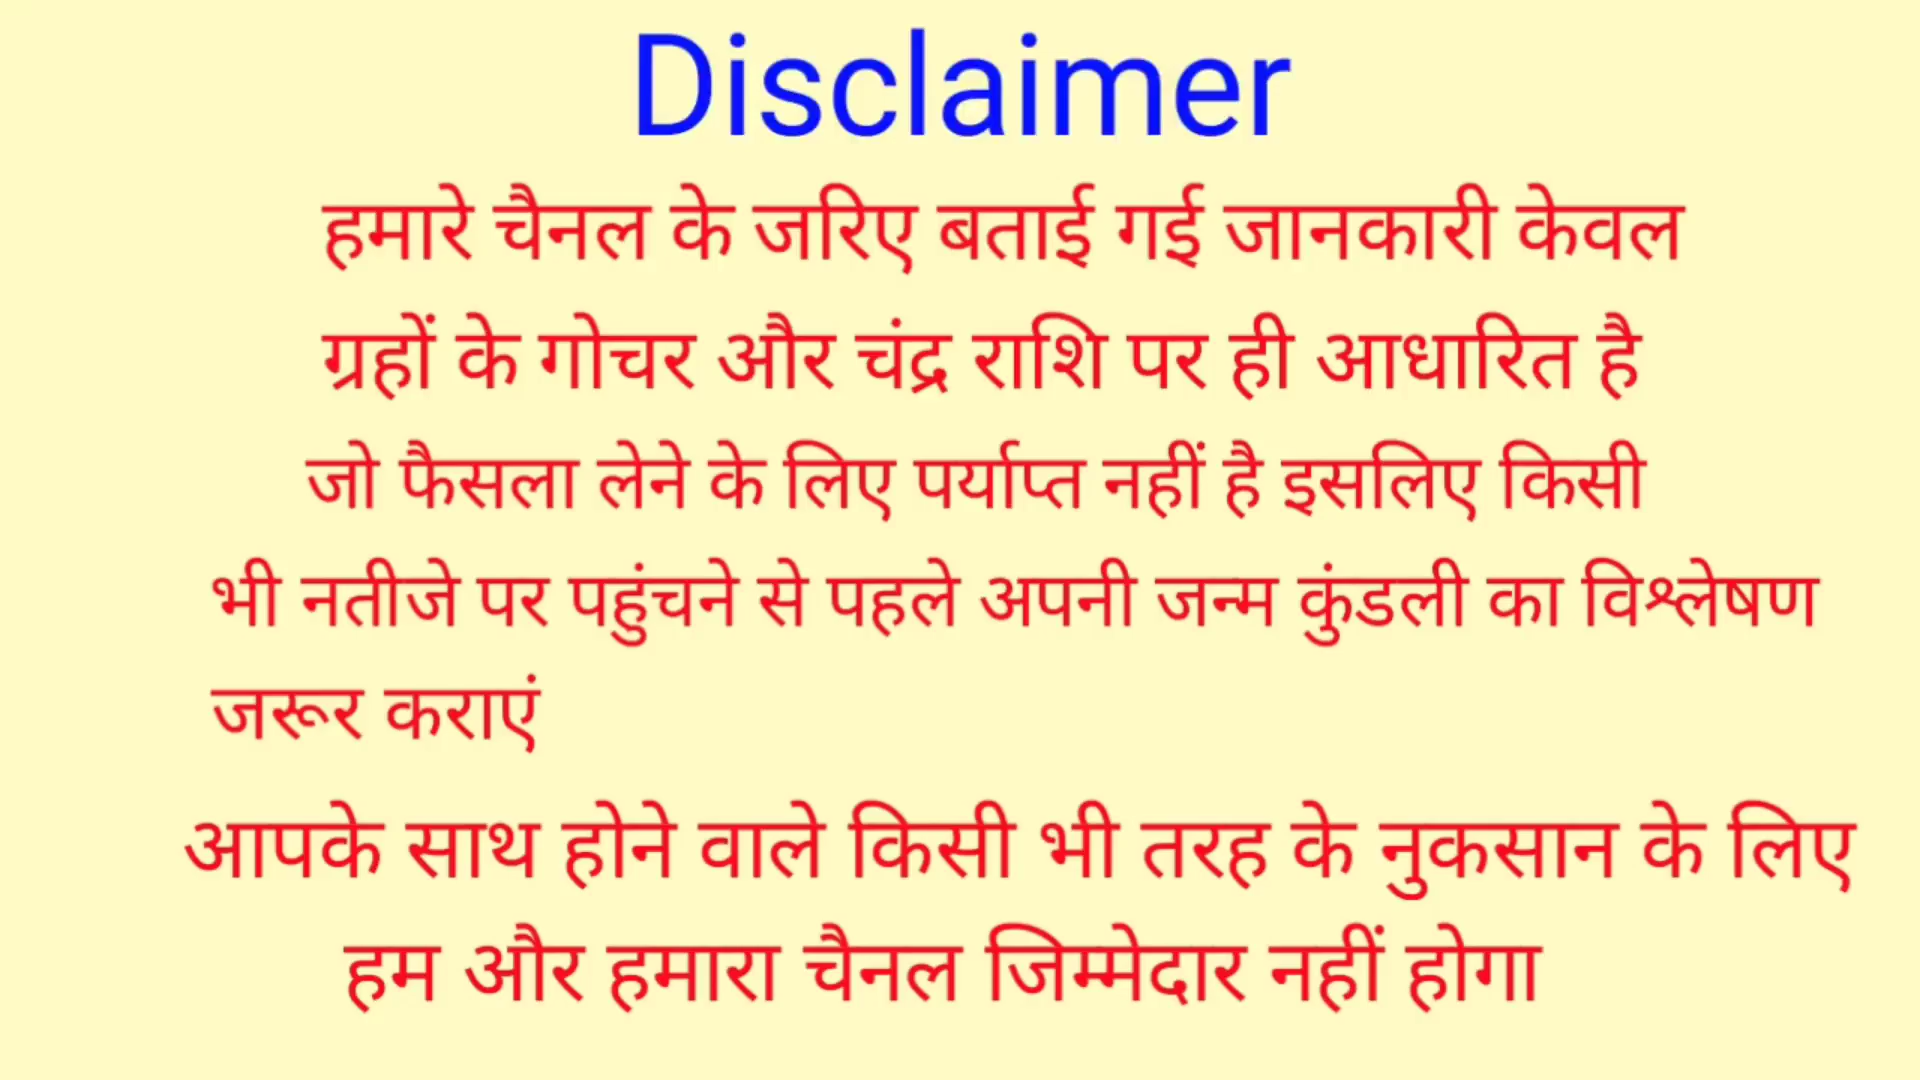 Disclaimer
हमारे चैनल के जरिए बताई गई जानकारी केवल
ग्रहों के गोचर और चंद्र राशि पर ही आधारित है
जो फैसला लेने के लिए पर्याप्त नहीं है इसलिए किसी
भी नतीजे पर पहुंचने से पहले अपनी जन्म कुंडली का विश्लेषण
जरूर कराएं
आपके साथ होने वाले किसी भी तरह के नुकसान के लिए
हम और हमारा चैनल जिम्मेदार नहीं होगा